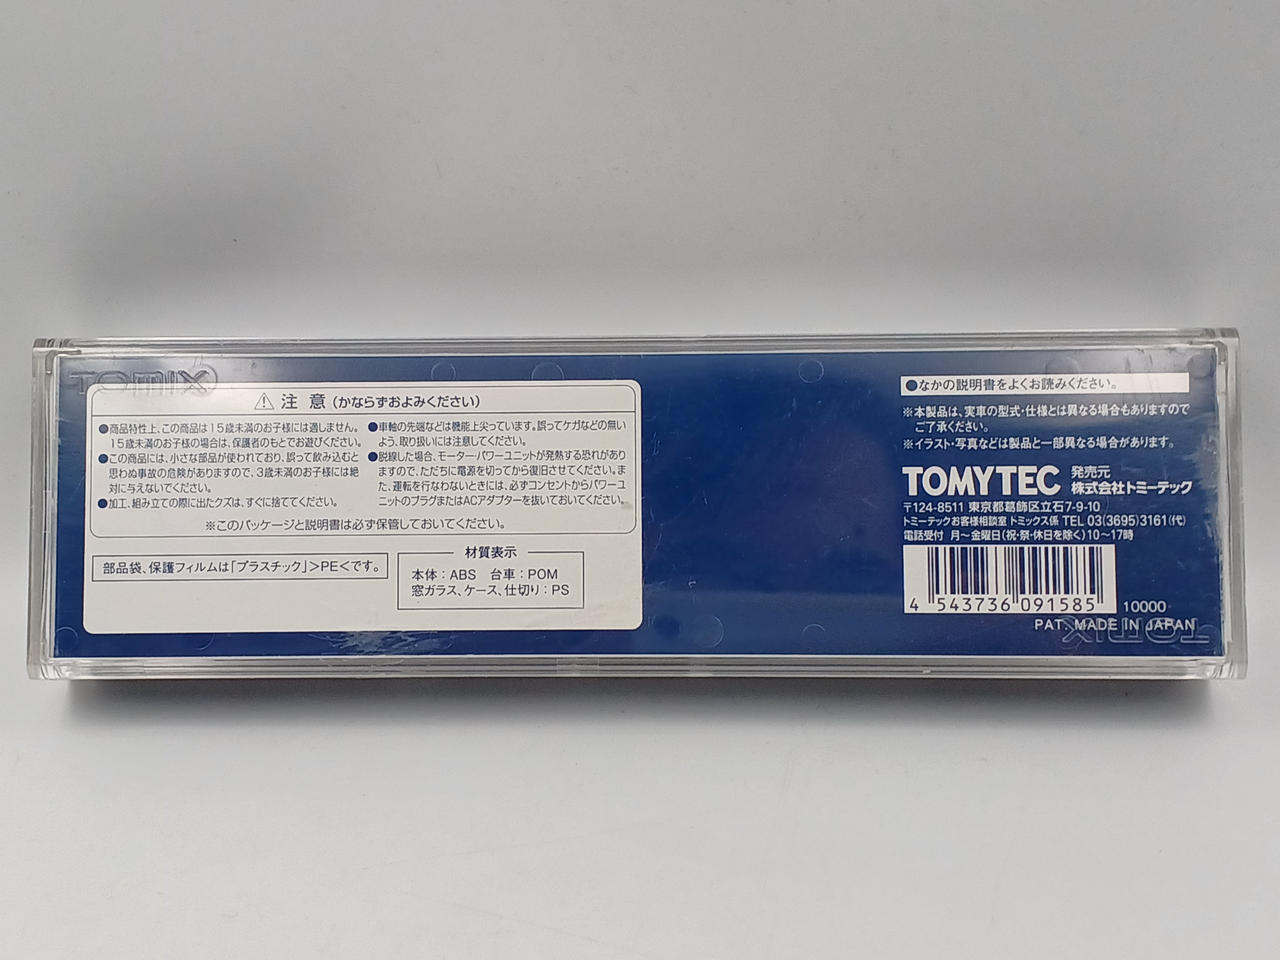 TOMIX
⚠ 注 意 (かならずおよみください)
●商品特性上、この商品は15歳未満のお子様には適しません。
15歳未満のお子様の場合は、保護者のもとでお遊びください。
●この商品には、小さな部品が使われており、誤って飲み込むと
思わぬ事故の危険がありますので、3歳未満のお子様には絶
対に与えないでください。
●加工、組み立ての際に出たクズは、すぐに捨ててください。
●車軸の先端などは機能上尖っています。誤ってケガなどの無い
よう、取り扱いには注意してください。
●脱線した場合、モーター・パワーユニットが発熱する恐れがあり
ますので、ただちに電源を切ってから復旧させてください。ま
た、運転を行なわないときには、必ずコンセントからパワーユ
ニットのプラグまたはACアダプターを抜いておいてください。
※このパッケージと説明書は必ず保管しておいてください。
部品袋、保護フィルムは「プラスチック」>PE<です。
材質表示
本体：ABS 台車：POM
窓ガラス、ケース、仕切り：PS
●なかの説明書をよくお読みください。
※本製品は、実車の型式・仕様とは異なる場合もありますので
ご了承ください。
※イラスト・写真などは製品と一部異なる場合があります。
TOMYTEC 発売元 株式会社トミーテック
〒124-8511 東京都葛飾区立石7-9-10
トミーテックお客様相談室 トミックス係 TEL 03(3695)3161(代)
電話受付 月～金曜日(祝・祭・休日を除く)10～17時
4 543736 091585 10000
PAT. MADE IN JAPAN
TOMIX